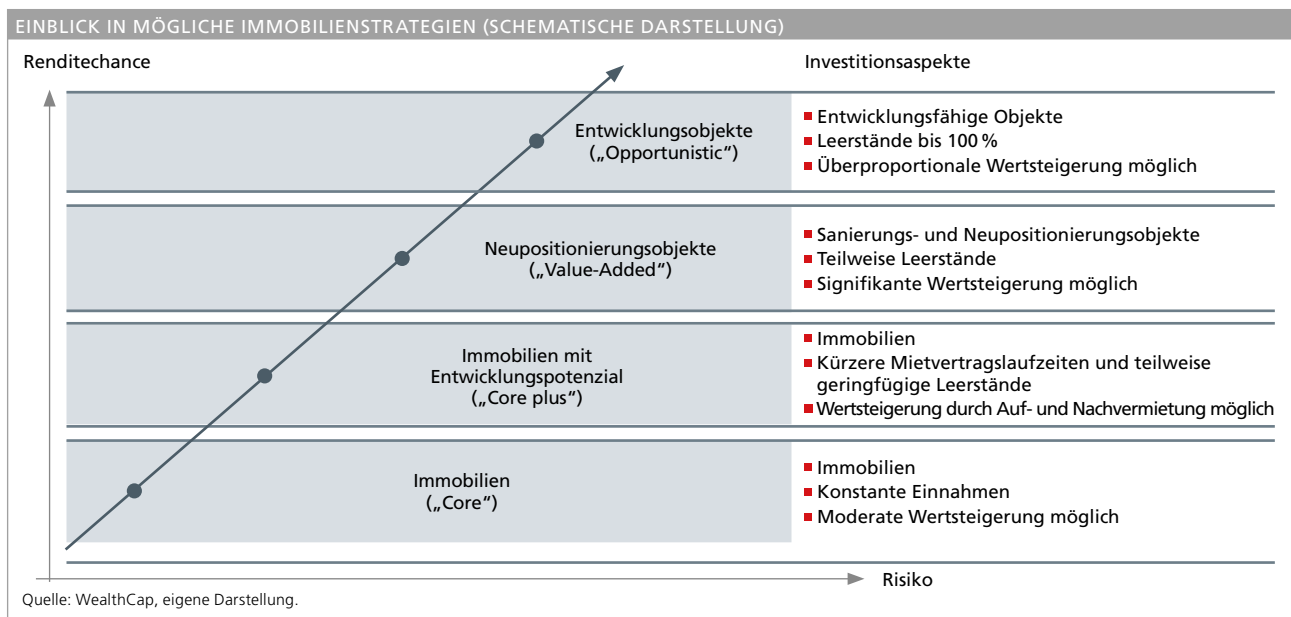 EINBLICK IN MÖGLICHE IMMOBILIENSTRATEGIEN (SCHEMATISCHE DARSTELLUNG)
Renditechance
Investitionsaspekte
Entwicklungsobjekte
(„Opportunistic“)
Entwicklungsfähige Objekte
Leerstände bis 100 %
Überproportionale Wertsteigerung möglich
Neupositionierungsobjekte
(„Value-Added“)
Sanierungs- und Neupositionierungsobjekte
Teilweise Leerstände
Signifikante Wertsteigerung möglich
Immobilien mit
Entwicklungspotenzial
(„Core plus“)
Immobilien
Kürzere Mietvertragslaufzeiten und teilweise
geringfügige Leerstände
Wertsteigerung durch Auf- und Nachvermietung möglich
Immobilien
(„Core“)
Immobilien
Konstante Einnahmen
Moderate Wertsteigerung möglich
Risiko
Quelle: WealthCap, eigene Darstellung.